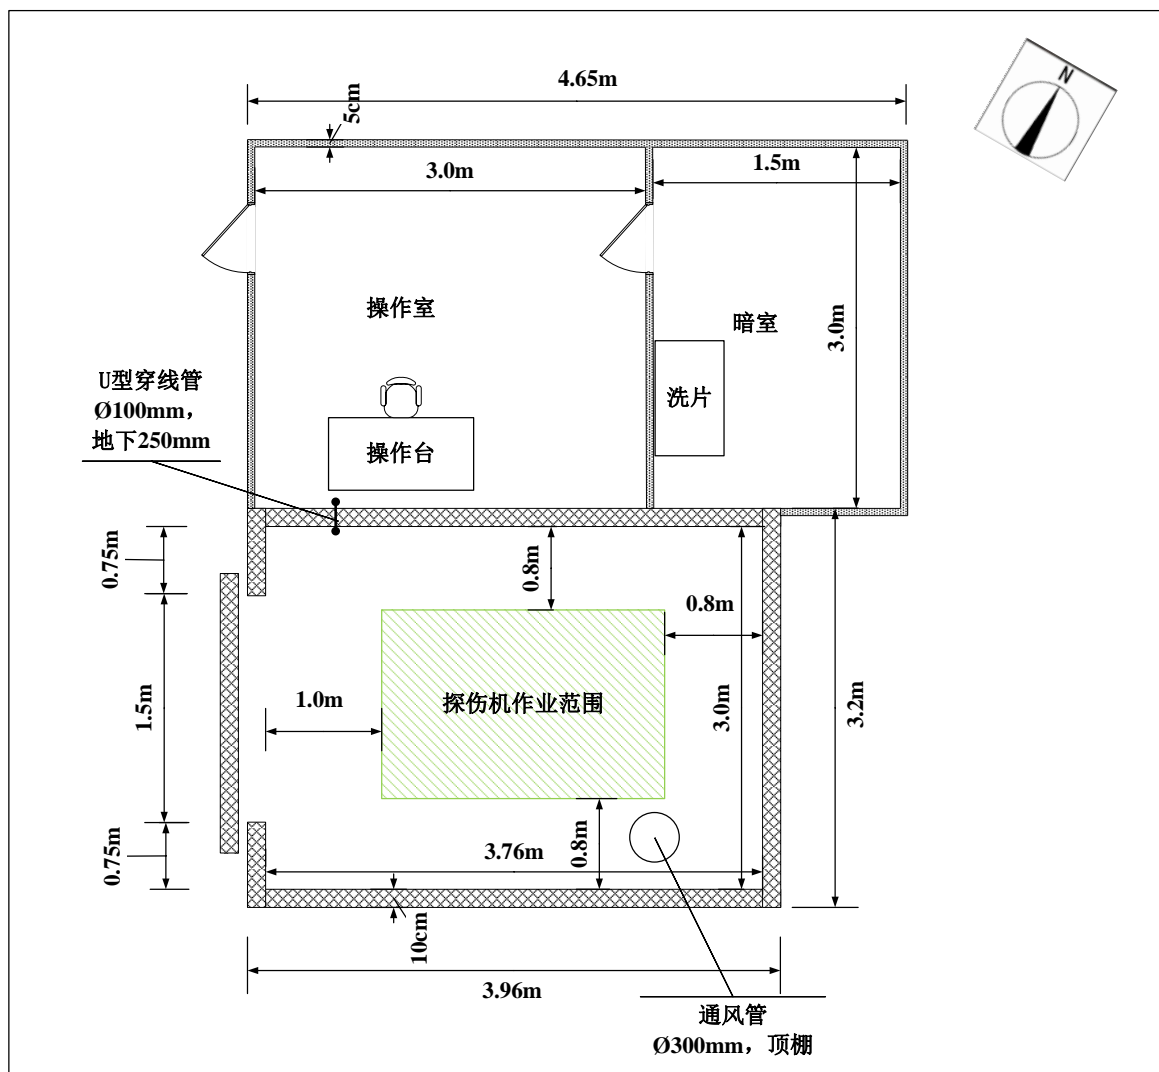 4.65m
N
5cm
3.0m
1.5m
操作室
暗室
3.0m
U型穿线管
Ø100mm，
地下250mm
洗片
操作台
0.75m
0.8m
0.8m
1.5m
1.0m
探伤机作业范围
3.0m
3.2m
0.75m
3.76m
0.8m
10cm
3.96m
通风管
Ø300mm，顶棚